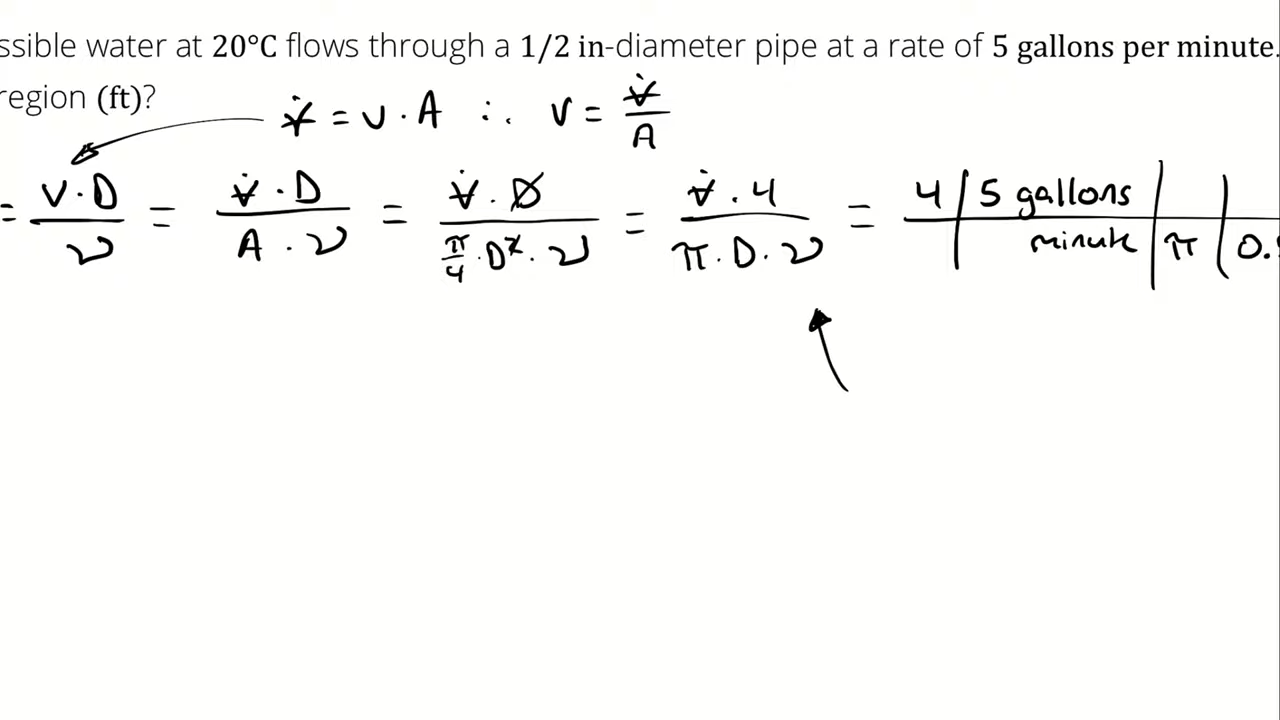 ssible water at 20°C flows through a 1/2 in-diameter pipe at a rate of 5 gallons per minute.
region (ft)?
V̶̇ = V · A ∴ V = V̶̇ / A
= V · D / ν = V̶̇ · D / A · ν = V̶̇ · D / π/4 · D² · ν = V̶̇ · 4 / π · D · ν = 4 | 5 gallons / minute | π | 0.